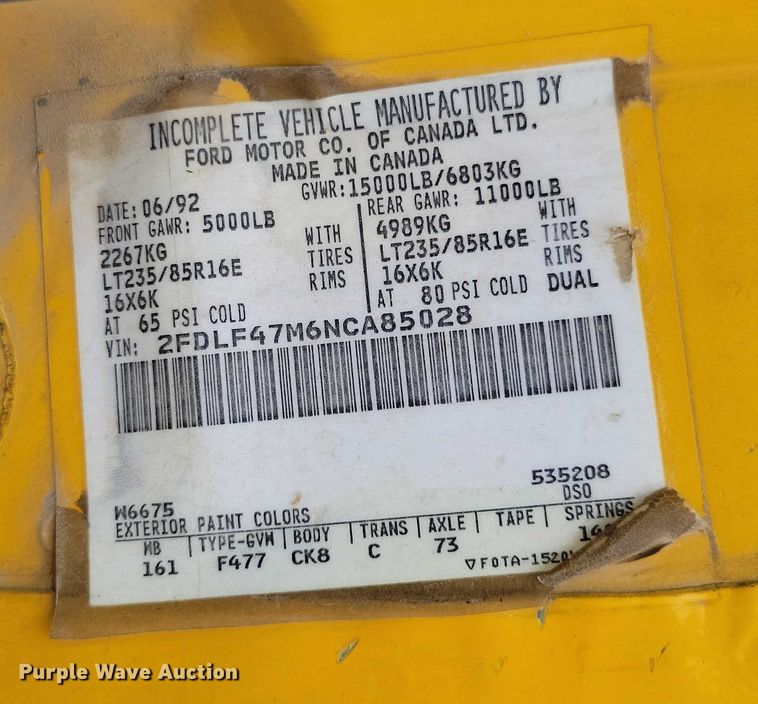 INCOMPLETE VEHICLE MANUFACTURED BY
FORD MOTOR CO. OF CANADA LTD.
MADE IN CANADA
DATE: 06/92 GVWR:15000LB/6803KG
FRONT GAWR: 5000LB
2267KG WITH
LT235/85R16E TIRES
16X6K RIMS
AT 65 PSI COLD
REAR GAWR: 11000LB
4989KG WITH
LT235/85R16E TIRES
16X6K RIMS
AT 80 PSI COLD DUAL
VIN: 2FDLF47M6NCA85028
535208
W6675 DSO
EXTERIOR PAINT COLORS
WB TYPE-GVW BODY TRANS AXLE TAPE SPRINGS
161 F477 CK8 C 73
Purple Wave Auction